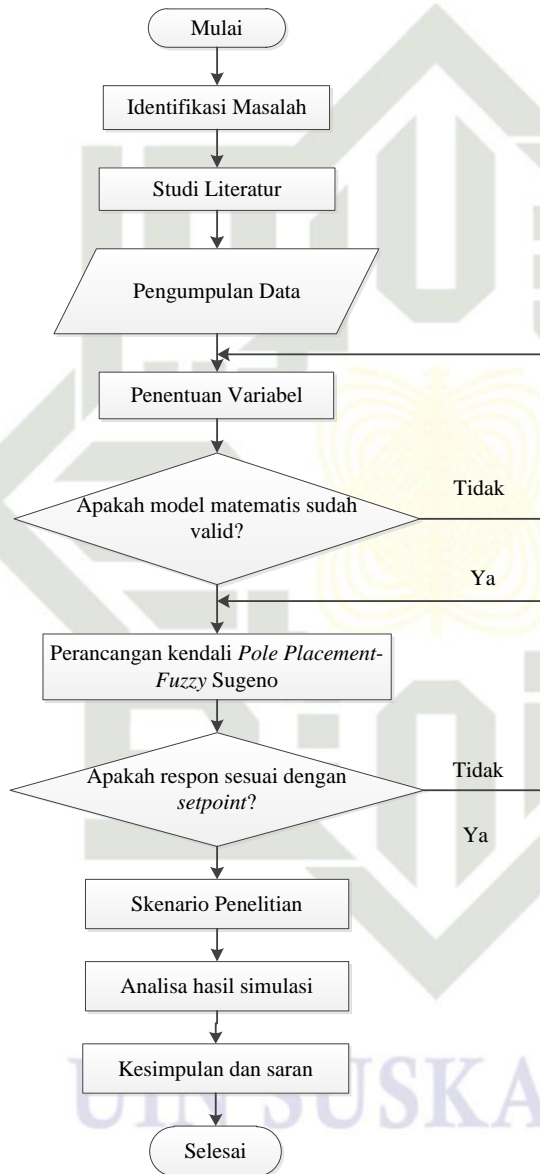 Mulai
Identifikasi Masalah
Studi Literatur
Pengumpulan Data
Penentuan Variabel
Apakah model matematis sudah
valid?
Tidak
Ya
Perancangan kendali Pole Placement-
Fuzzy Sugeno
Apakah respon sesuai dengan
setpoint?
Tidak
Ya
Skenario Penelitian
Analisa hasil simulasi
Kesimpulan dan saran
UIN SUSKA
Selesai